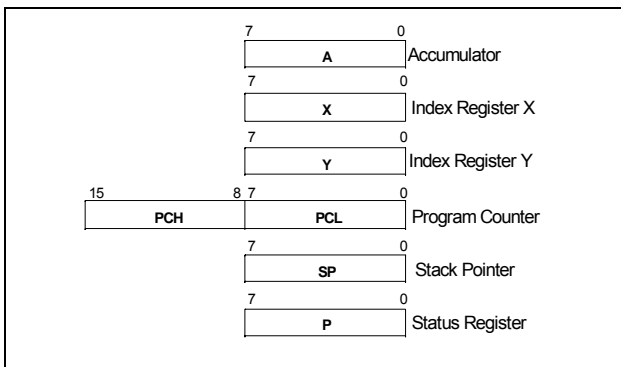 7 0
A Accumulator
7 0
X Index Register X
7 0
Y Index Register Y
15 8 7 0
PCH PCL Program Counter
7 0
SP Stack Pointer
7 0
P Status Register